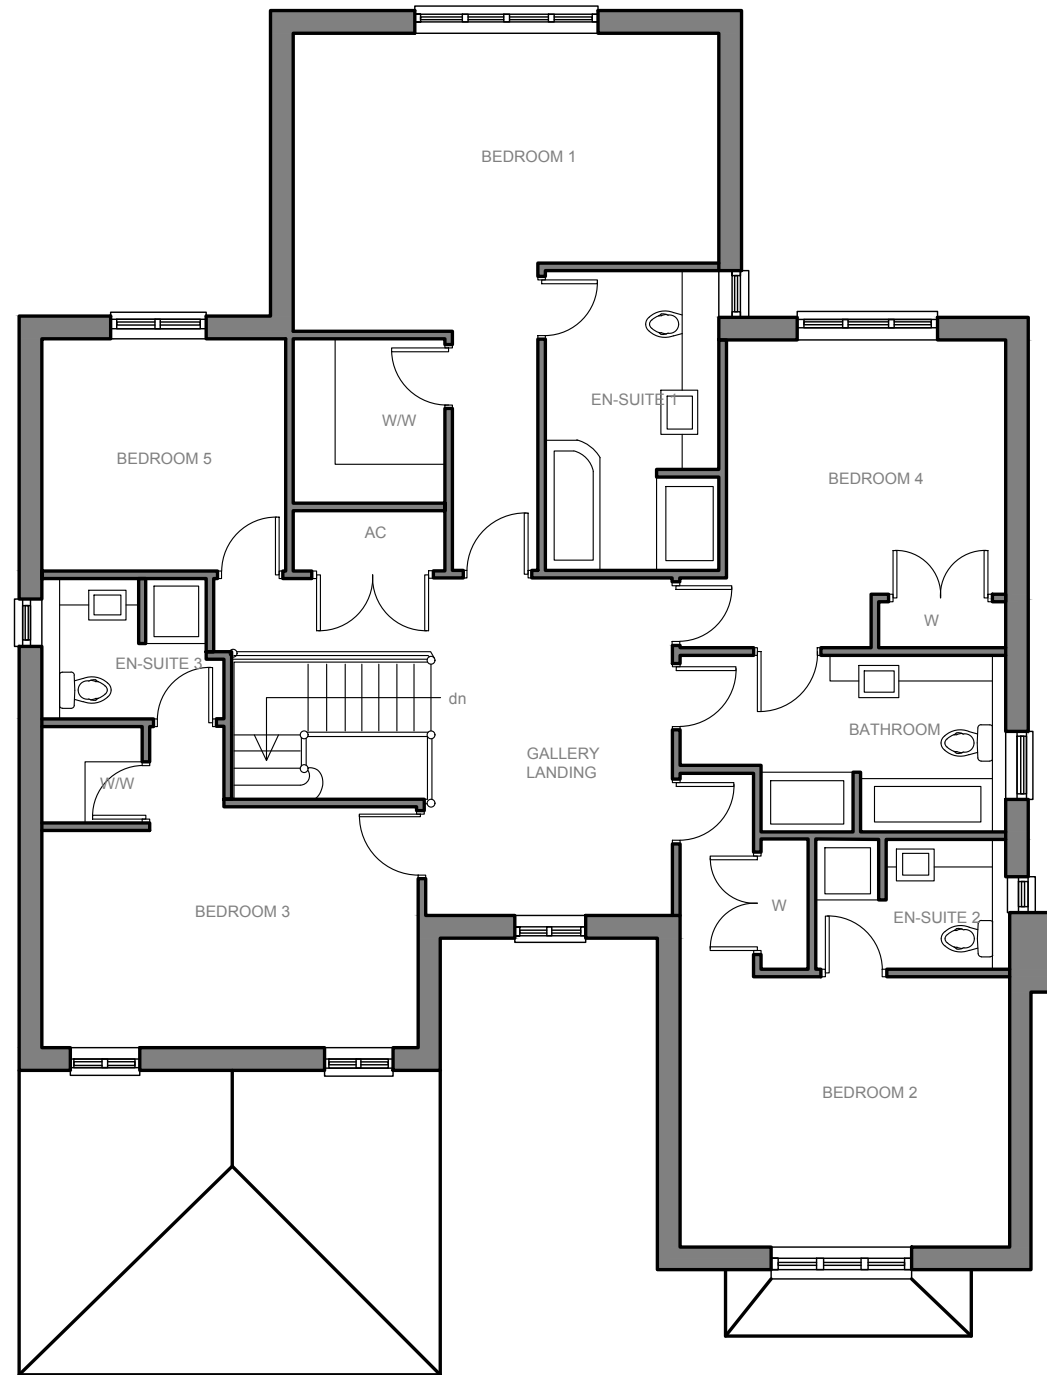 BEDROOM 1
EN-SUITE 1
W/W
BEDROOM 5
BEDROOM 4
AC
W
EN-SUITE 3
dn
BATHROOM
GALLERY
LANDING
W/W
BEDROOM 3
W
EN-SUITE 2
BEDROOM 2